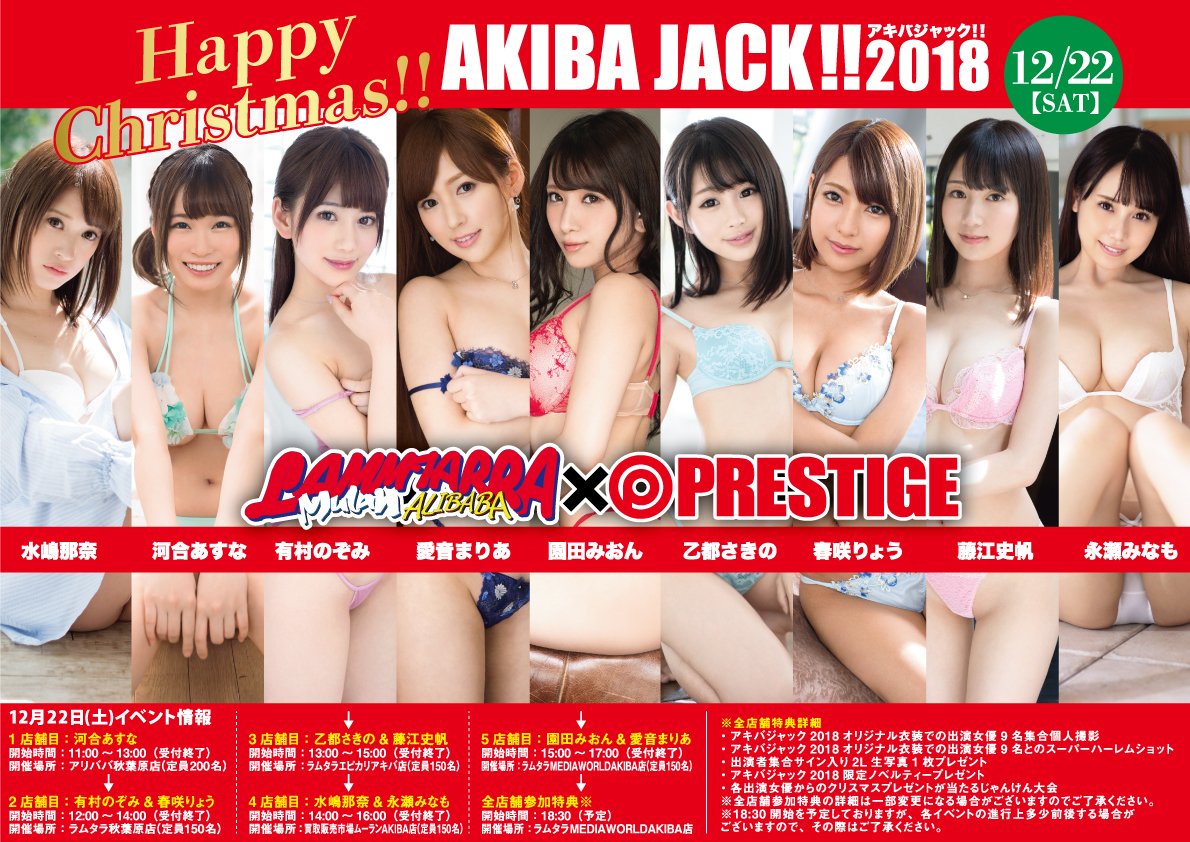 Happy
Christmas!!
AKIBA JACK!!
アキバジャック!!
2018
12/22
【SAT】
LAMMTARRA
Mulan ALIBABA
×
PRESTIGE
水嶋那奈 河合あすな 有村のぞみ 愛音まりあ 園田みおん 乙都さきの 春咲りょう 藤江史帆 永瀬みなも
12月22日(土)イベント情報
1店舗目:河合あすな
開始時間:11:00〜13:00(受付終了)
開催場所:アリババ秋葉原店(定員200名)
↓
2店舗目:有村のぞみ&春咲りょう
開始時間:12:00〜14:00(受付終了)
開催場所:ラムタラ秋葉原店(定員150名)
↓
3店舗目:乙都さきの&藤江史帆
開始時間:13:00〜15:00(受付終了)
開催場所:ラムタラエピカリアキバ店(定員150名)
↓
4店舗目:水嶋那奈&永瀬みなも
開始時間:14:00〜16:00(受付終了)
開催場所:買取販売市場ムーランAKIBA店(定員150名)
↓
5店舗目:園田みおん&愛音まりあ
開始時間:15:00〜17:00(受付終了)
開催場所:ラムタラMEDIAWORLDAKIBA店(定員150名)
↓
全店舗参加特典※
開始時間:18:30(予定)
開催場所:ラムタラMEDIAWORLDAKIBA店
※全店舗特典詳細
・アキバジャック2018オリジナル衣装での出演女優9名集合個人撮影
・アキバジャック2018オリジナル衣装での出演女優9名とのスーパーハーレムショット
・出演者集合サイン入り2L生写真1枚プレゼント
・アキバジャック2018限定ノベルティープレゼント
・各出演女優からのクリスマスプレゼントが当たるじゃんけん大会
※全店舗参加特典の詳細は一部変更になる場合がございますのでご了承ください。
※18:30開始を予定しておりますが、各イベントの進行上多少前後する場合が
ございますので、その際はご了承ください。